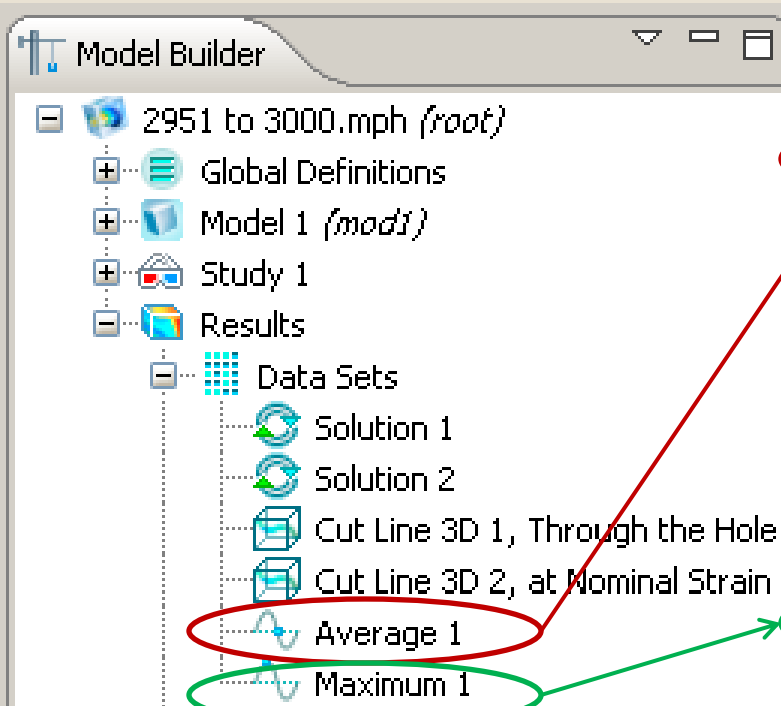 Model Builder
2951 to 3000.mph (root)
Global Definitions
Model 1 (mod1)
Study 1
Results
Data Sets
Solution 1
Solution 2
Cut Line 3D 1, Through the Hole
Cut Line 3D 2, at Nominal Strain
Average 1
Maximum 1